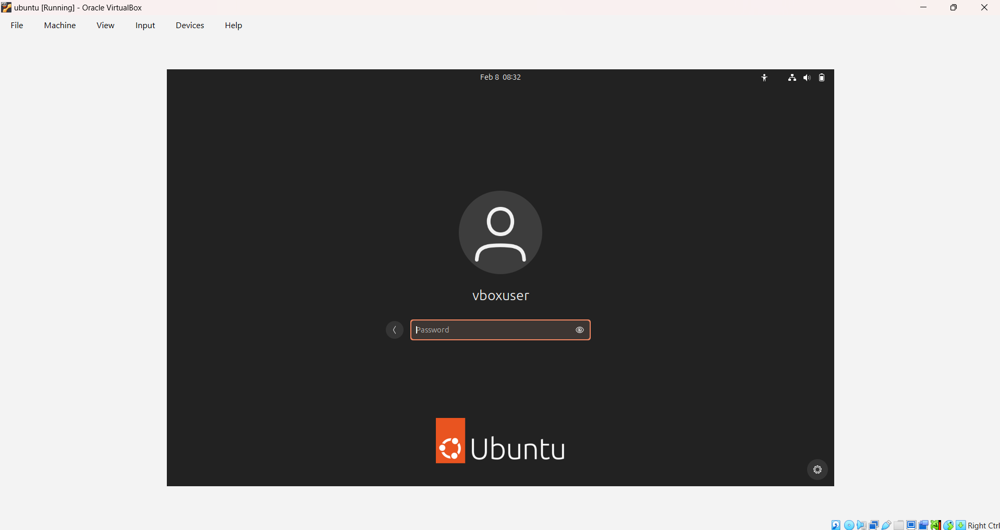 ubuntu [Running] - Oracle VirtualBox
File Machine View Input Devices Help
Feb 8 08:32
vboxuser
Password
Ubuntu
Right Ctrl